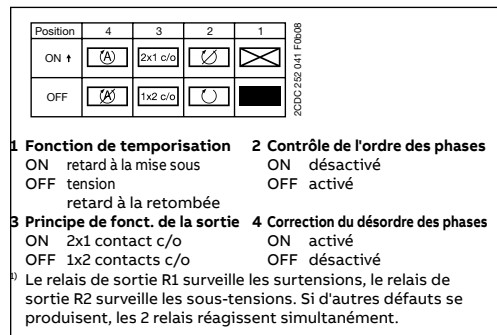 Position 4 3 2 1
ON ↑ (A) 2x1 c/o
OFF (A) 1x2 c/o
2CDC 252 041 F0b08
1 Fonction de temporisation
ON retard à la mise sous
OFF tension
retard à la retombée
2 Contrôle de l'ordre des phases
ON désactivé
OFF activé
3 Principe de fonct. de la sortie
ON 2x1 contact c/o
OFF 1x2 contacts c/o
4 Correction du désordre des phases
ON activé
OFF désactivé
1) Le relais de sortie R1 surveille les surtensions, le relais de
sortie R2 surveille les sous-tensions. Si d'autres défauts se
produisent, les 2 relais réagissent simultanément.